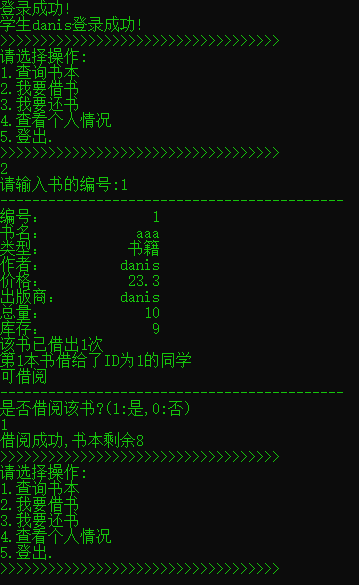 登录成功!
学生danis登录成功!
>>>>>>>>>>>>>>>>>>>>>>>>>>>>>>>>>>>
请选择操作:
1.查询书本
2.我要借书
3.我要还书
4.查看个人情况
5.登出.
>>>>>>>>>>>>>>>>>>>>>>>>>>>>>>>>>>>
2
请输入书的编号:1
-------------------------------------------
编号: 1
书名: aaa
类型: 书籍
作者: danis
价格: 23.3
出版商: danis
总量: 10
库存: 9
该书已借出1次
第1本书借给了ID为1的同学
可借阅
-------------------------------------------
是否借阅该书?(1:是,0:否)
1
借阅成功,书本剩余8
>>>>>>>>>>>>>>>>>>>>>>>>>>>>>>>>>>>
请选择操作:
1.查询书本
2.我要借书
3.我要还书
4.查看个人情况
5.登出.
>>>>>>>>>>>>>>>>>>>>>>>>>>>>>>>>>>>